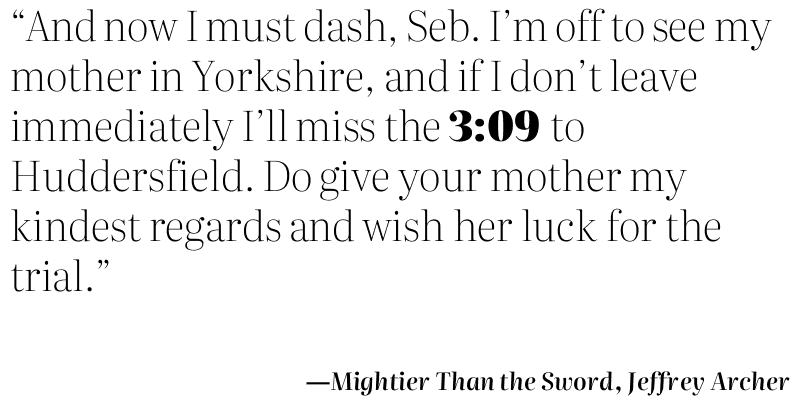 “And now I must dash, Seb. I’m off to see my
mother in Yorkshire, and if I don’t leave
immediately I’ll miss the 3:09 to
Huddersfield. Do give your mother my
kindest regards and wish her luck for the
trial.”
—Mightier Than the Sword, Jeffrey Archer